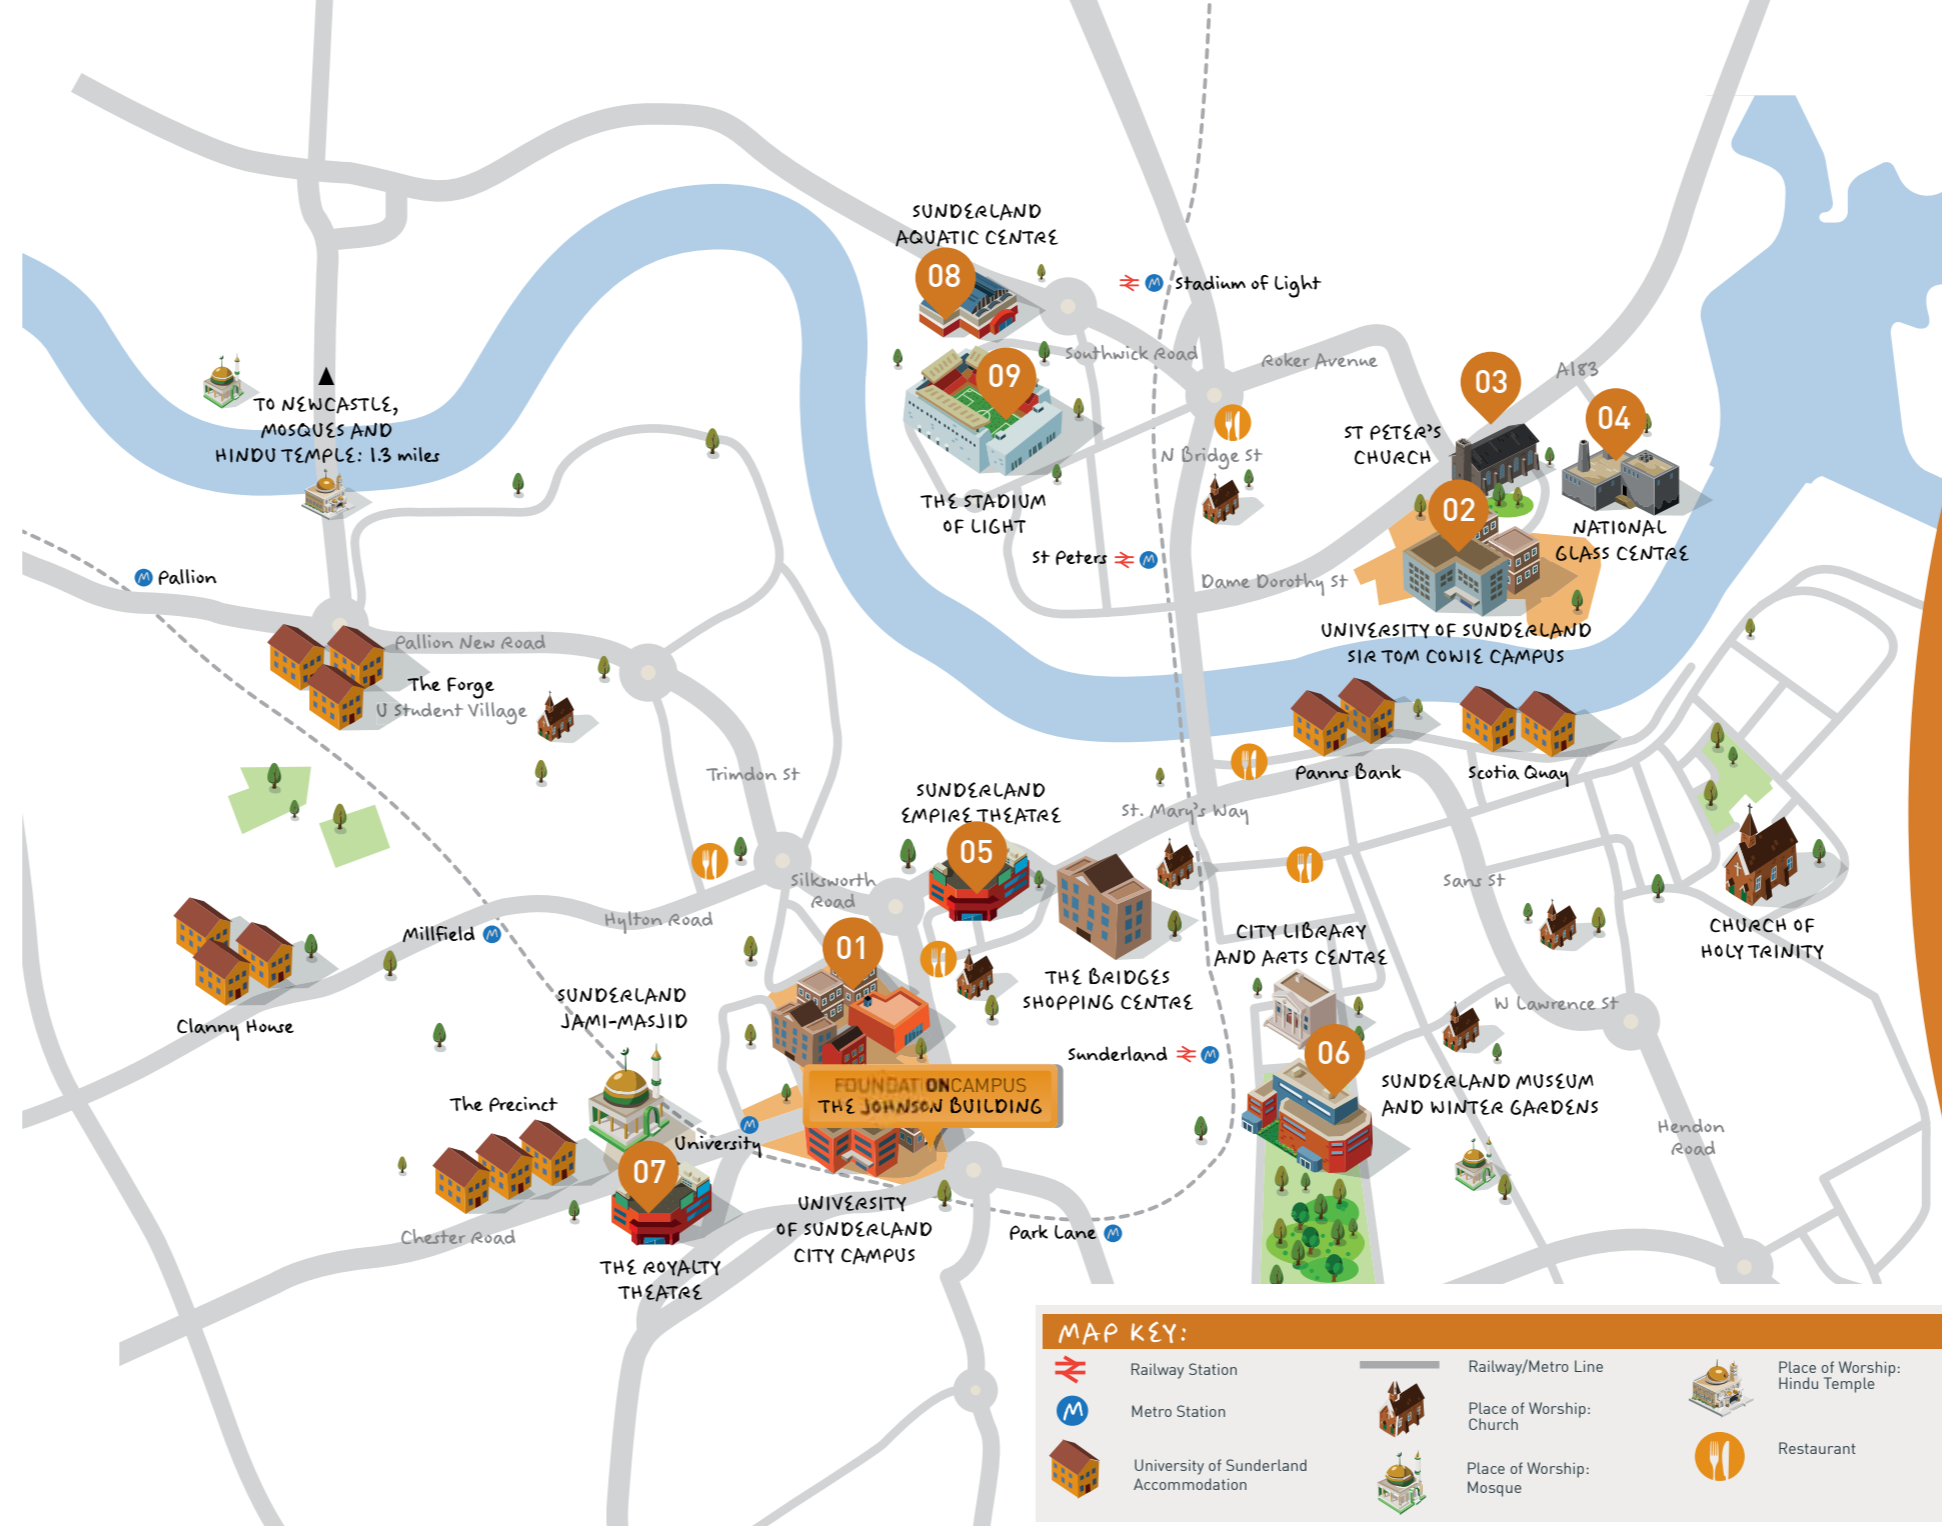 SUNDERLAND
AQUATIC CENTRE
08
Stadium of Light
Southwick Road
Roker Avenue
A183
09
03
04
TO NEWCASTLE,
MOSQUES AND
HINDU TEMPLE: 1.3 miles
ST PETER'S
CHURCH
N Bridge St
THE STADIUM
OF LIGHT
02
NATIONAL
GLASS CENTRE
St Peters
Dame Dorothy St
Pallion
UNIVERSITY OF SUNDERLAND
SIR TOM COWIE CAMPUS
Pallion New Road
The Forge
U Student Village
Trimdon St
Panns Bank
Scotia Quay
SUNDERLAND
EMPIRE THEATRE
St. Mary's Way
05
Silksworth
Road
Sans St
Hylton Road
Millfield
CHURCH OF
HOLY TRINITY
CITY LIBRARY
AND ARTS CENTRE
01
THE BRIDGES
SHOPPING CENTRE
SUNDERLAND
JAMI-MASJID
W Lawrence St
Clanny House
Sunderland
06
SUNDERLAND MUSEUM
AND WINTER GARDENS
FOUNDATIONCAMPUS
THE JOHNSON BUILDING
The Precinct
University
Hendon
Road
07
UNIVERSITY
OF SUNDERLAND
CITY CAMPUS
Park Lane
Chester Road
THE ROYALTY
THEATRE
MAP KEY:
Railway Station
Metro Station
University of Sunderland
Accommodation
Railway/Metro Line
Place of Worship:
Church
Place of Worship:
Mosque
Place of Worship:
Hindu Temple
Restaurant